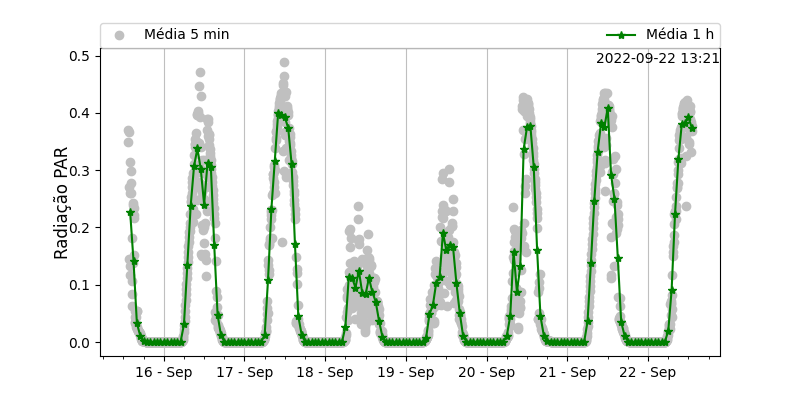 Média 5 min Média 1 h
2022-09-22 13:21
Radiação PAR
0.5
0.4
0.3
0.2
0.1
0.0
16 - Sep 17 - Sep 18 - Sep 19 - Sep 20 - Sep 21 - Sep 22 - Sep